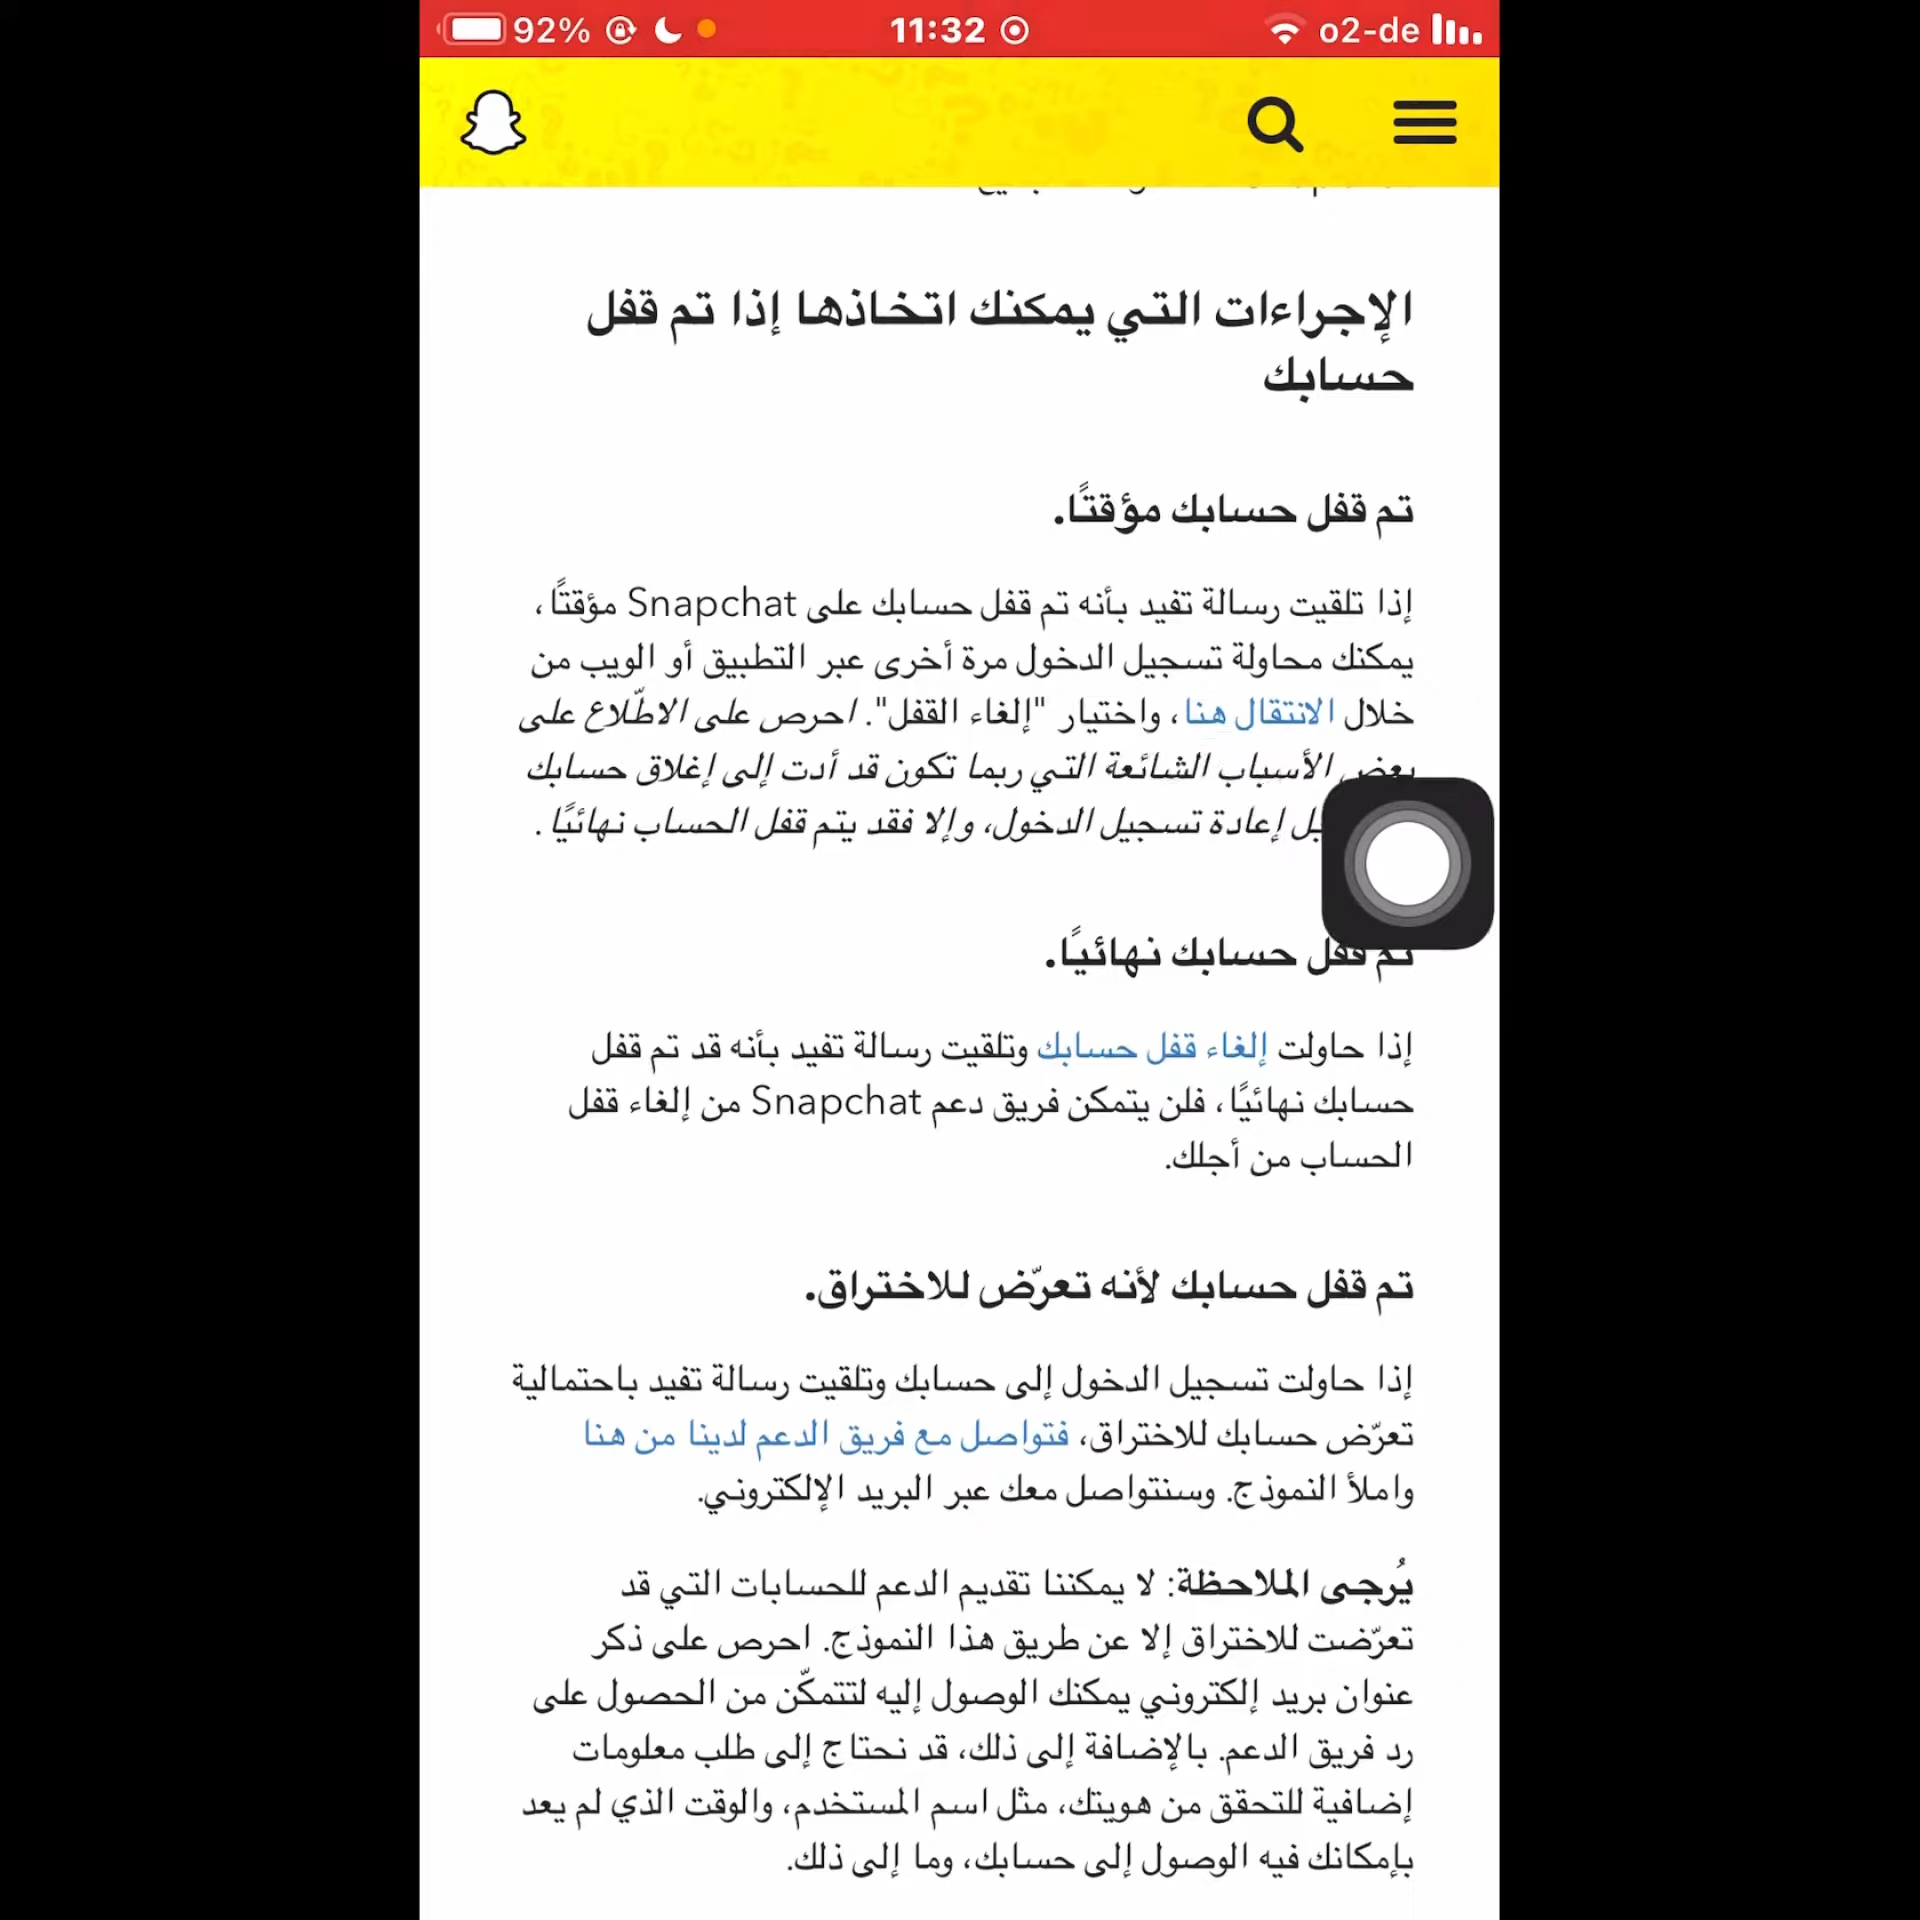 92%
11:32
o2-de
الإجراءات التي يمكنك اتخاذها إذا تم قفل
حسابك
تم قفل حسابك مؤقتًا.
إذا تلقيت رسالة تفيد بأنه تم قفل حسابك على Snapchat مؤقتًا،
يمكنك محاولة تسجيل الدخول مرة أخرى عبر التطبيق أو الويب من
خلال الانتقال هنا، واختيار "إلغاء القفل". احرص على الاطّلاع على
بعض الأسباب الشائعة التي ربما تكون قد أدت إلى إغلاق حسابك
إعادة تسجيل الدخول، وإلا فقد يتم قفل الحساب نهائيًا.
تم قفل حسابك نهائيًا.
إذا حاولت إلغاء قفل حسابك وتلقيت رسالة تفيد بأنه قد تم قفل
حسابك نهائيًا، فلن يتمكن فريق دعم Snapchat من إلغاء قفل
الحساب من أجلك.
تم قفل حسابك لأنه تعرّض للاختراق.
إذا حاولت تسجيل الدخول إلى حسابك وتلقيت رسالة تفيد باحتمالية
تعرّض حسابك للاختراق، فتواصل مع فريق الدعم لدينا من هنا
واملأ النموذج. وسنتواصل معك عبر البريد الإلكتروني.
يُرجى الملاحظة: لا يمكننا تقديم الدعم للحسابات التي قد
تعرّضت للاختراق إلا عن طريق هذا النموذج. احرص على ذكر
عنوان بريد إلكتروني يمكنك الوصول إليه لتتمكّن من الحصول على
رد فريق الدعم. بالإضافة إلى ذلك، قد نحتاج إلى طلب معلومات
إضافية للتحقق من هويتك، مثل اسم المستخدم، والوقت الذي لم يعد
بإمكانك فيه الوصول إلى حسابك، وما إلى ذلك.